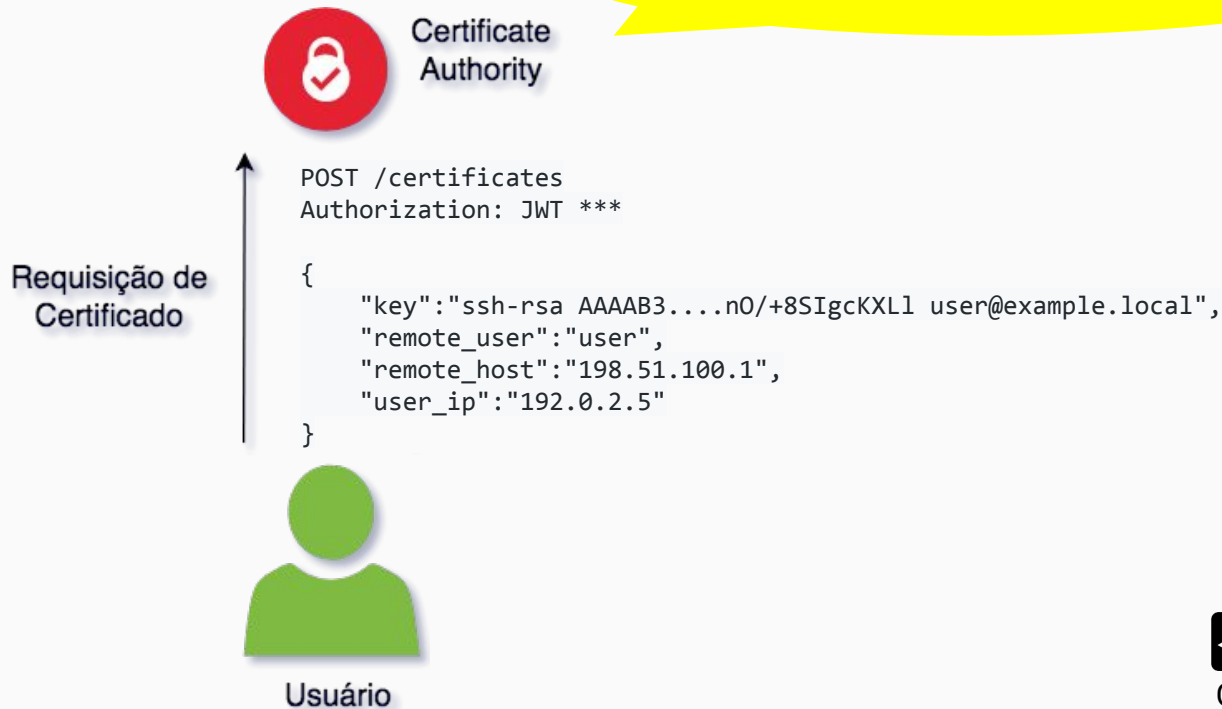 Certificate
Authority
POST /certificates
Authorization: JWT ***
Requisição de
Certificado
{
"key":"ssh-rsa AAAAB3....nO/+8SIgcKXLl user@example.local",
"remote_user":"user",
"remote_host":"198.51.100.1",
"user_ip":"192.0.2.5"
}
Usuário